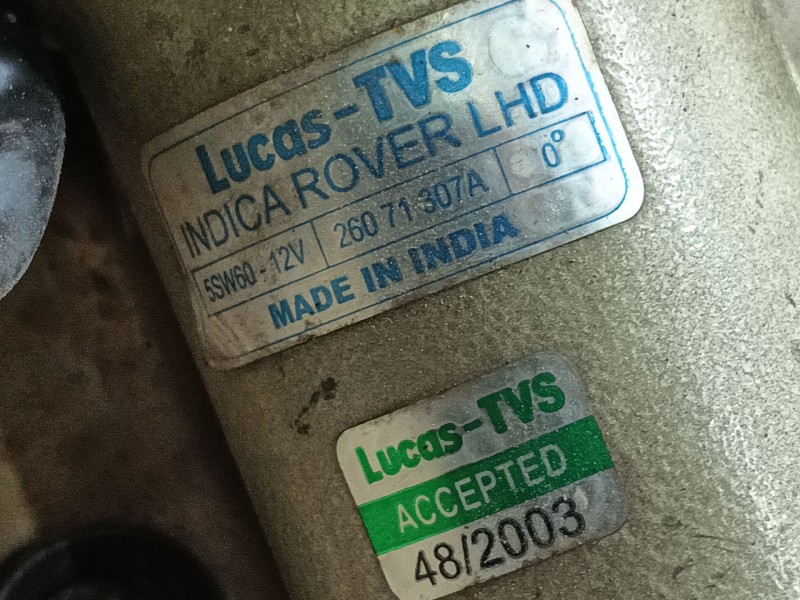 Lucas-TVS
INDICA ROVER LHD
5SW60-12V 260 71 307A 0°
MADE IN INDIA
Lucas-TVS
ACCEPTED
48/2003